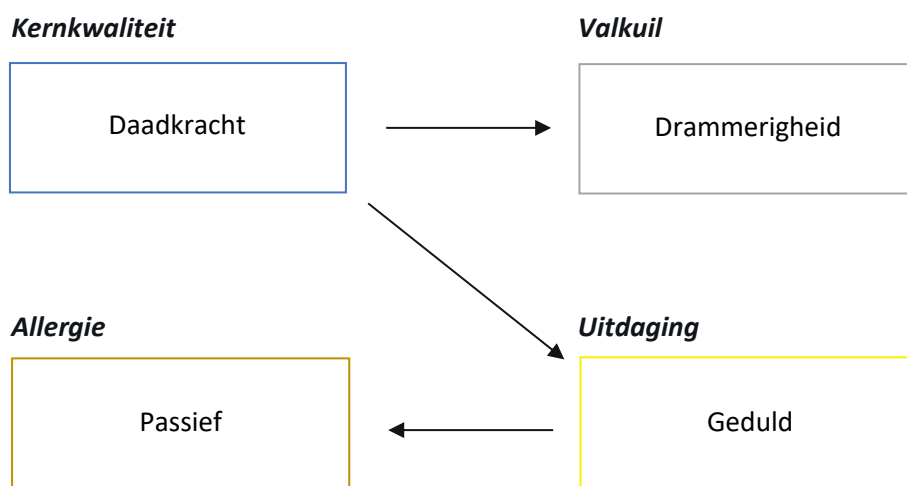 Kernkwaliteit
Valkuil
Daadkracht
Drammerigheid
Allergie
Uitdaging
Passief
Geduld